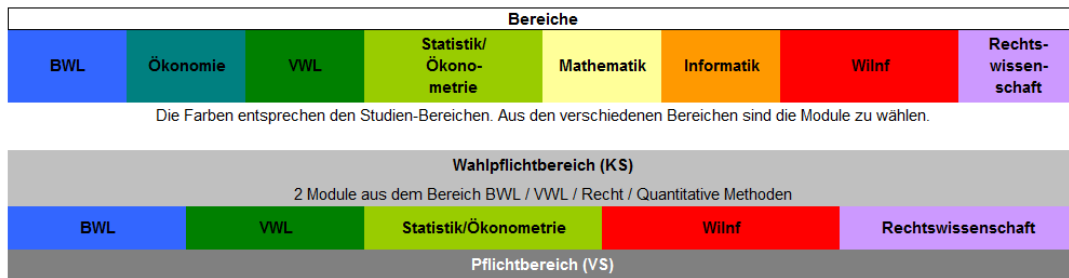 Bereiche
BWL Ökonomie VWL Statistik/ Ökono- metrie Mathematik Informatik WiInf Rechts- wissen- schaft
Die Farben entsprechen den Studien-Bereichen. Aus den verschiedenen Bereichen sind die Module zu wählen.
Wahlpflichtbereich (KS)
2 Module aus dem Bereich BWL / VWL / Recht / Quantitative Methoden
BWL VWL Statistik/Ökonometrie WiInf Rechtswissenschaft
Pflichtbereich (VS)